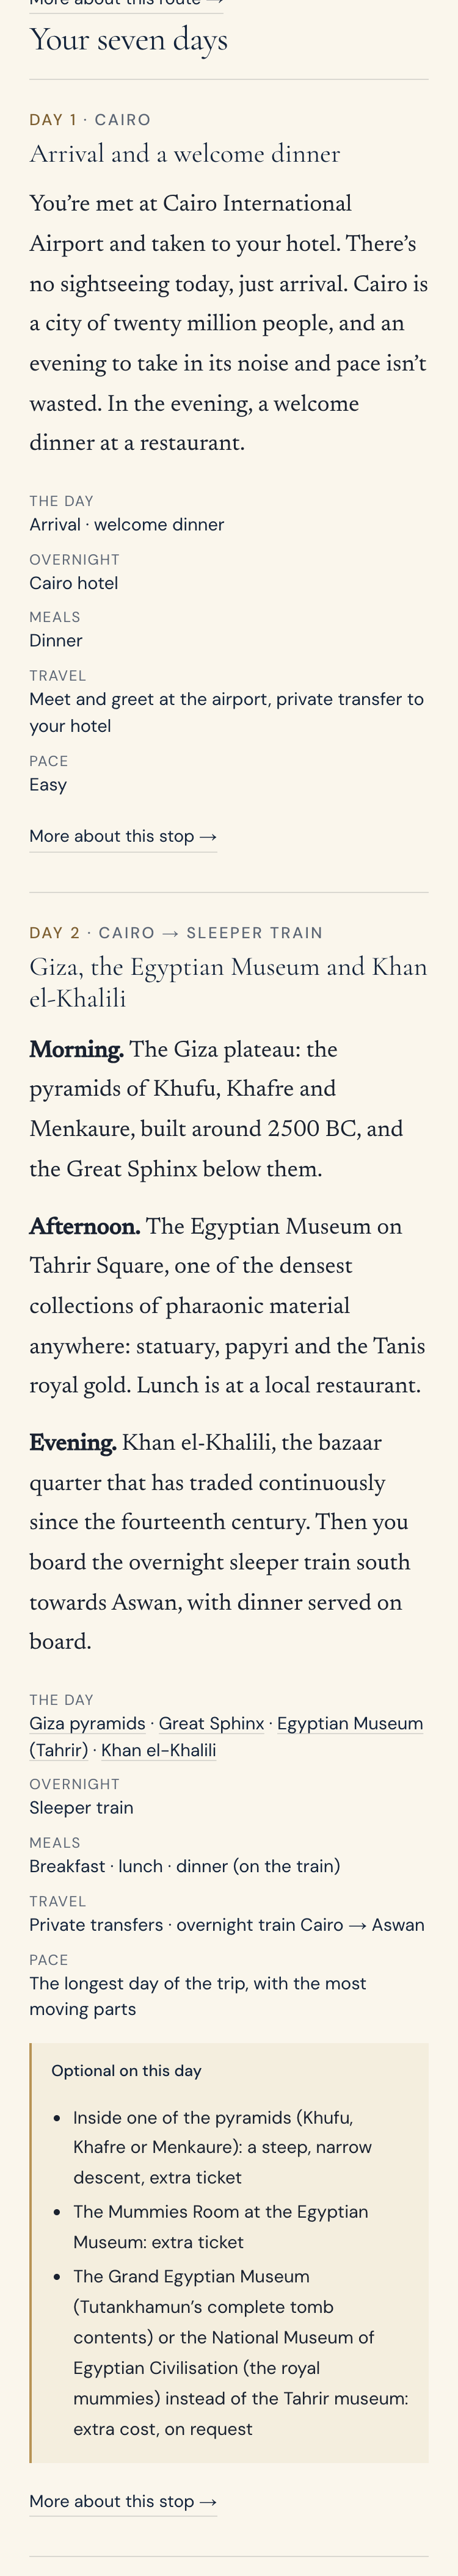 More about this route →
Your seven days
DAY 1 · CAIRO
Arrival and a welcome dinner
You’re met at Cairo International
Airport and taken to your hotel. There’s
no sightseeing today, just arrival. Cairo is
a city of twenty million people, and an
evening to take in its noise and pace isn’t
wasted. In the evening, a welcome
dinner at a restaurant.
THE DAY
Arrival · welcome dinner
OVERNIGHT
Cairo hotel
MEALS
Dinner
TRAVEL
Meet and greet at the airport, private transfer to
your hotel
PACE
Easy
More about this stop →
DAY 2 · CAIRO → SLEEPER TRAIN
Giza, the Egyptian Museum and Khan
el-Khalili
Morning. The Giza plateau: the
pyramids of Khufu, Khafre and
Menkaure, built around 2500 BC, and
the Great Sphinx below them.
Afternoon. The Egyptian Museum on
Tahrir Square, one of the densest
collections of pharaonic material
anywhere: statuary, papyri and the Tanis
royal gold. Lunch is at a local restaurant.
Evening. Khan el-Khalili, the bazaar
quarter that has traded continuously
since the fourteenth century. Then you
board the overnight sleeper train south
towards Aswan, with dinner served on
board.
THE DAY
Giza pyramids · Great Sphinx · Egyptian Museum
(Tahrir) · Khan el-Khalili
OVERNIGHT
Sleeper train
MEALS
Breakfast · lunch · dinner (on the train)
TRAVEL
Private transfers · overnight train Cairo → Aswan
PACE
The longest day of the trip, with the most
moving parts
Optional on this day
• Inside one of the pyramids (Khufu,
Khafre or Menkaure): a steep, narrow
descent, extra ticket
• The Mummies Room at the Egyptian
Museum: extra ticket
• The Grand Egyptian Museum
(Tutankhamun’s complete tomb
contents) or the National Museum of
Egyptian Civilisation (the royal
mummies) instead of the Tahrir museum:
extra cost, on request
More about this stop →